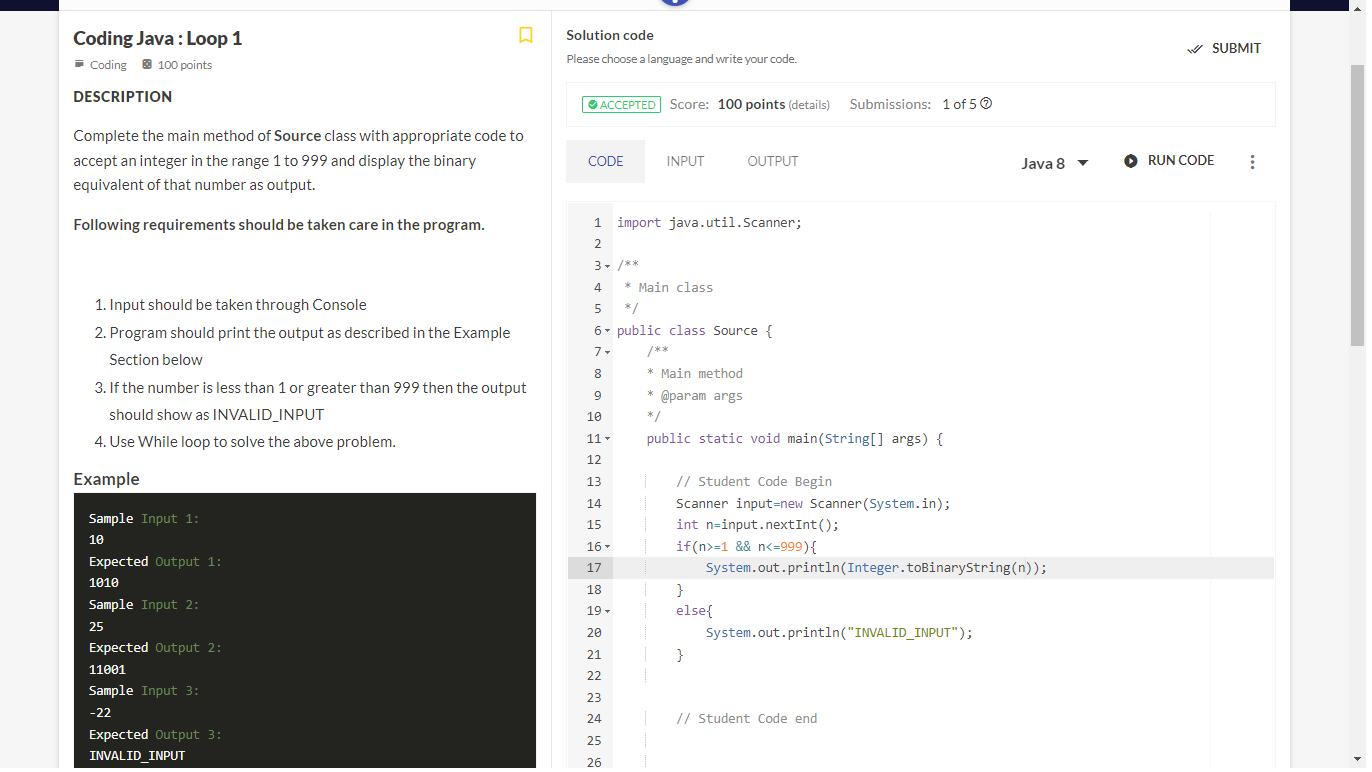 Coding Java : Loop 1
Coding 100 points
DESCRIPTION
Complete the main method of Source class with appropriate code to
accept an integer in the range 1 to 999 and display the binary
equivalent of that number as output.
Following requirements should be taken care in the program.
1. Input should be taken through Console
2. Program should print the output as described in the Example
Section below
3. If the number is less than 1 or greater than 999 then the output
should show as INVALID_INPUT
4. Use While loop to solve the above problem.
Example
Sample Input 1:
10
Expected Output 1:
1010
Sample Input 2:
25
Expected Output 2:
11001
Sample Input 3:
-22
Expected Output 3:
INVALID_INPUT
Solution code
Please choose a language and write your code.
SUBMIT
ACCEPTED Score: 100 points (details) Submissions: 1 of 5
CODE INPUT OUTPUT Java 8 RUN CODE
1 import java.util.Scanner;
2
3 /**
4 * Main class
5 */
6 public class Source {
7 /**
8 * Main method
9 * @param args
10 */
11 public static void main(String[] args) {
12
13 // Student Code Begin
14 Scanner input=new Scanner(System.in);
15 int n=input.nextInt();
16 if(n>=1 && n<=999){
17 System.out.println(Integer.toBinaryString(n));
18 }
19 else{
20 System.out.println("INVALID_INPUT");
21 }
22
23
24 // Student Code end
25
26